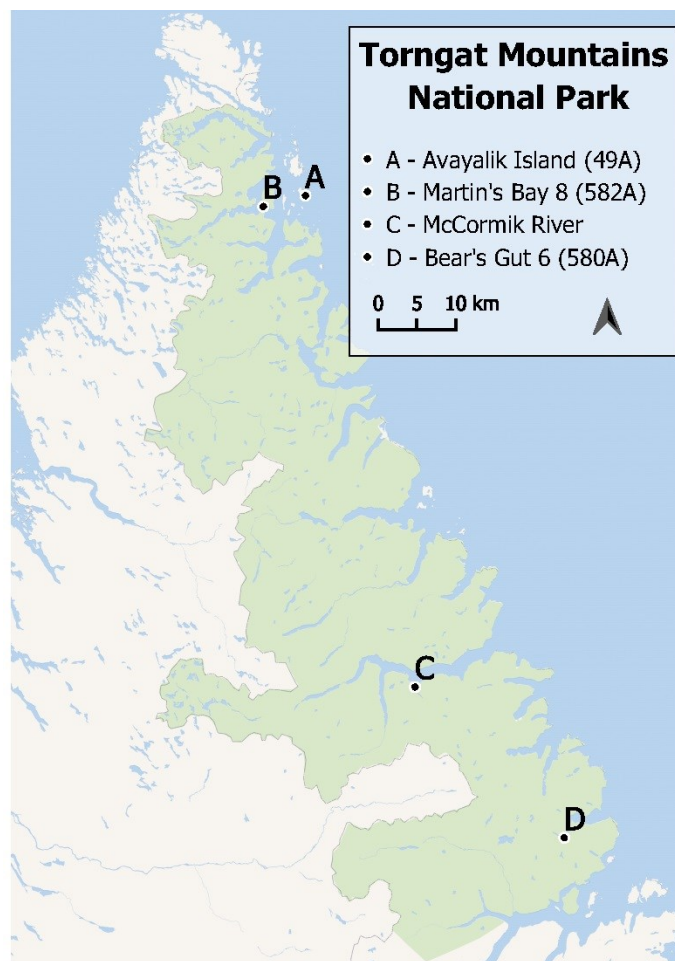 Torngat Mountains
National Park
A - Avayalik Island (49A)
B - Martin's Bay 8 (582A)
C - McCormik River
D - Bear's Gut 6 (580A)
0 5 10 km
B A
C
D